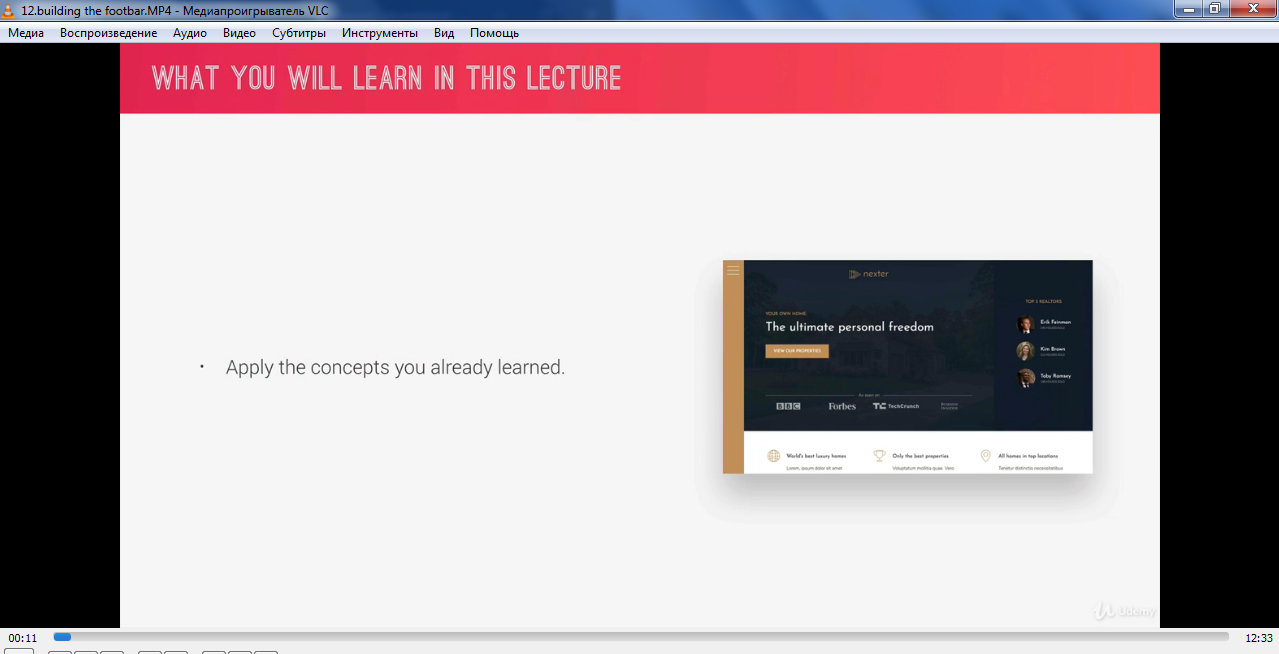 12.building the footbar.MP4 - Медиапроигрыватель VLC
Медиа Воспроизведение Аудио Видео Субтитры Инструменты Вид Помощь
WHAT YOU WILL LEARN IN THIS LECTURE
Apply the concepts you already learned.
nexter
YOUR OWN HOME
The ultimate personal freedom
VIEW OUR PROPERTIES
TOP 3 REALTORS
Erik Feinman
Kim Brown
Toby Ramsey
As seen on
BBC Forbes TechCrunch
World's best luxury homes
Lorem, ipsum dolor sit amet
Only the best properties
Voluptatum mollitia quae. Vero
All homes in top locations
Tenetur distinctio necessitatibus
Udemy
00:11 12:33